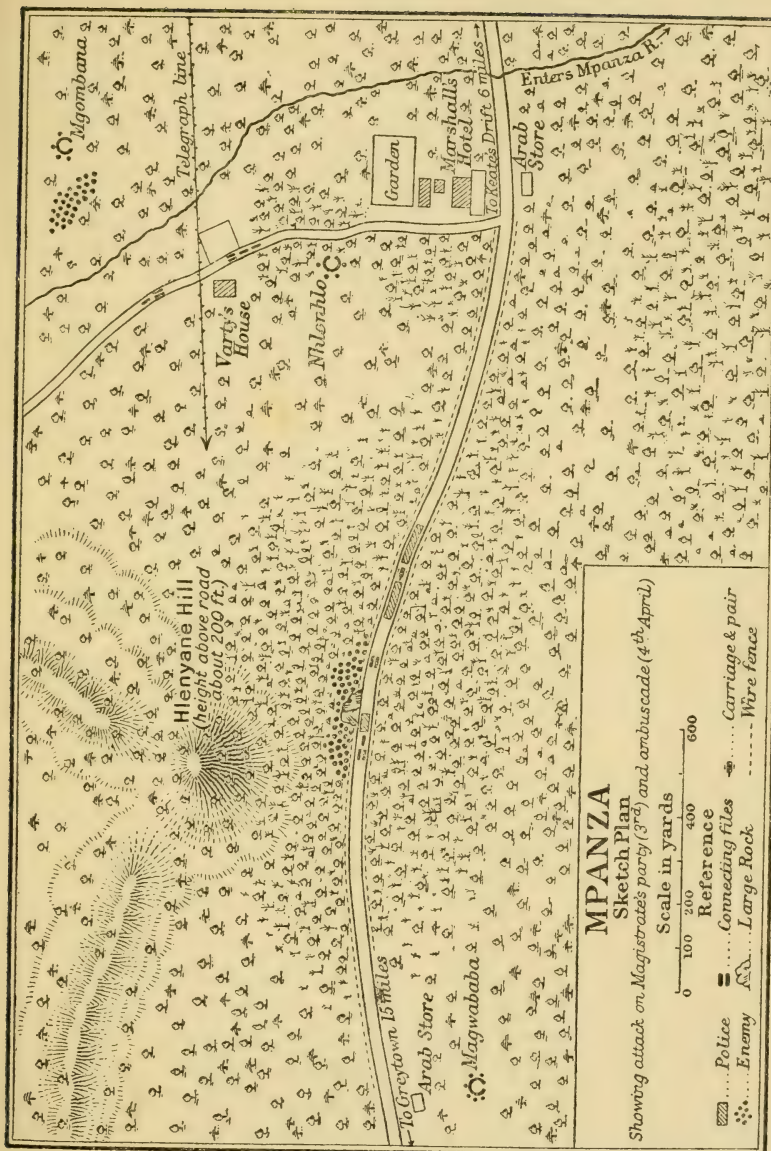 Mgombana
Telegraph line
Varty's
House
Nhlonhlo
Garden
Marshalls
Hotel
To Keates Drift 6 miles
Arab
Store
Enters Mpanza R.
Hlenyane Hill
(height above road
about 200 ft.)
To Greytown 15 miles
Arab Store
Magwababa
MPANZA
Sketch Plan
Showing attack on Magistrate's party (3rd) and ambuscade (4th April)
Scale in yards
0 100 200 400 600
Reference
Police
Connecting files
Carriage & pair
Enemy
Large Rock
Wire fence